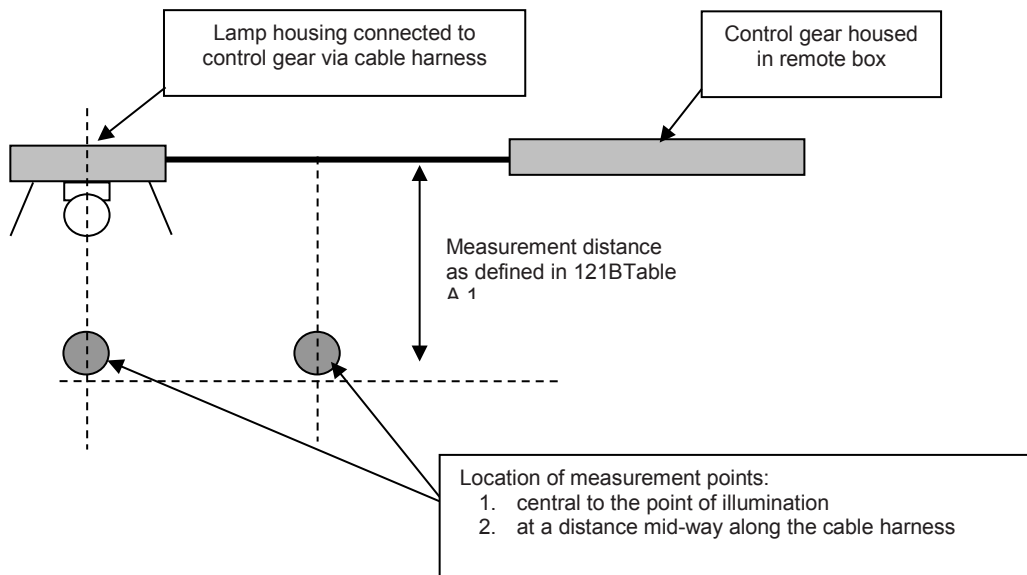 Lamp housing connected to
control gear via cable harness
Control gear housed
in remote box
Measurement distance
as defined in 121BTable
A.1
Location of measurement points:
1. central to the point of illumination
2. at a distance mid-way along the cable harness